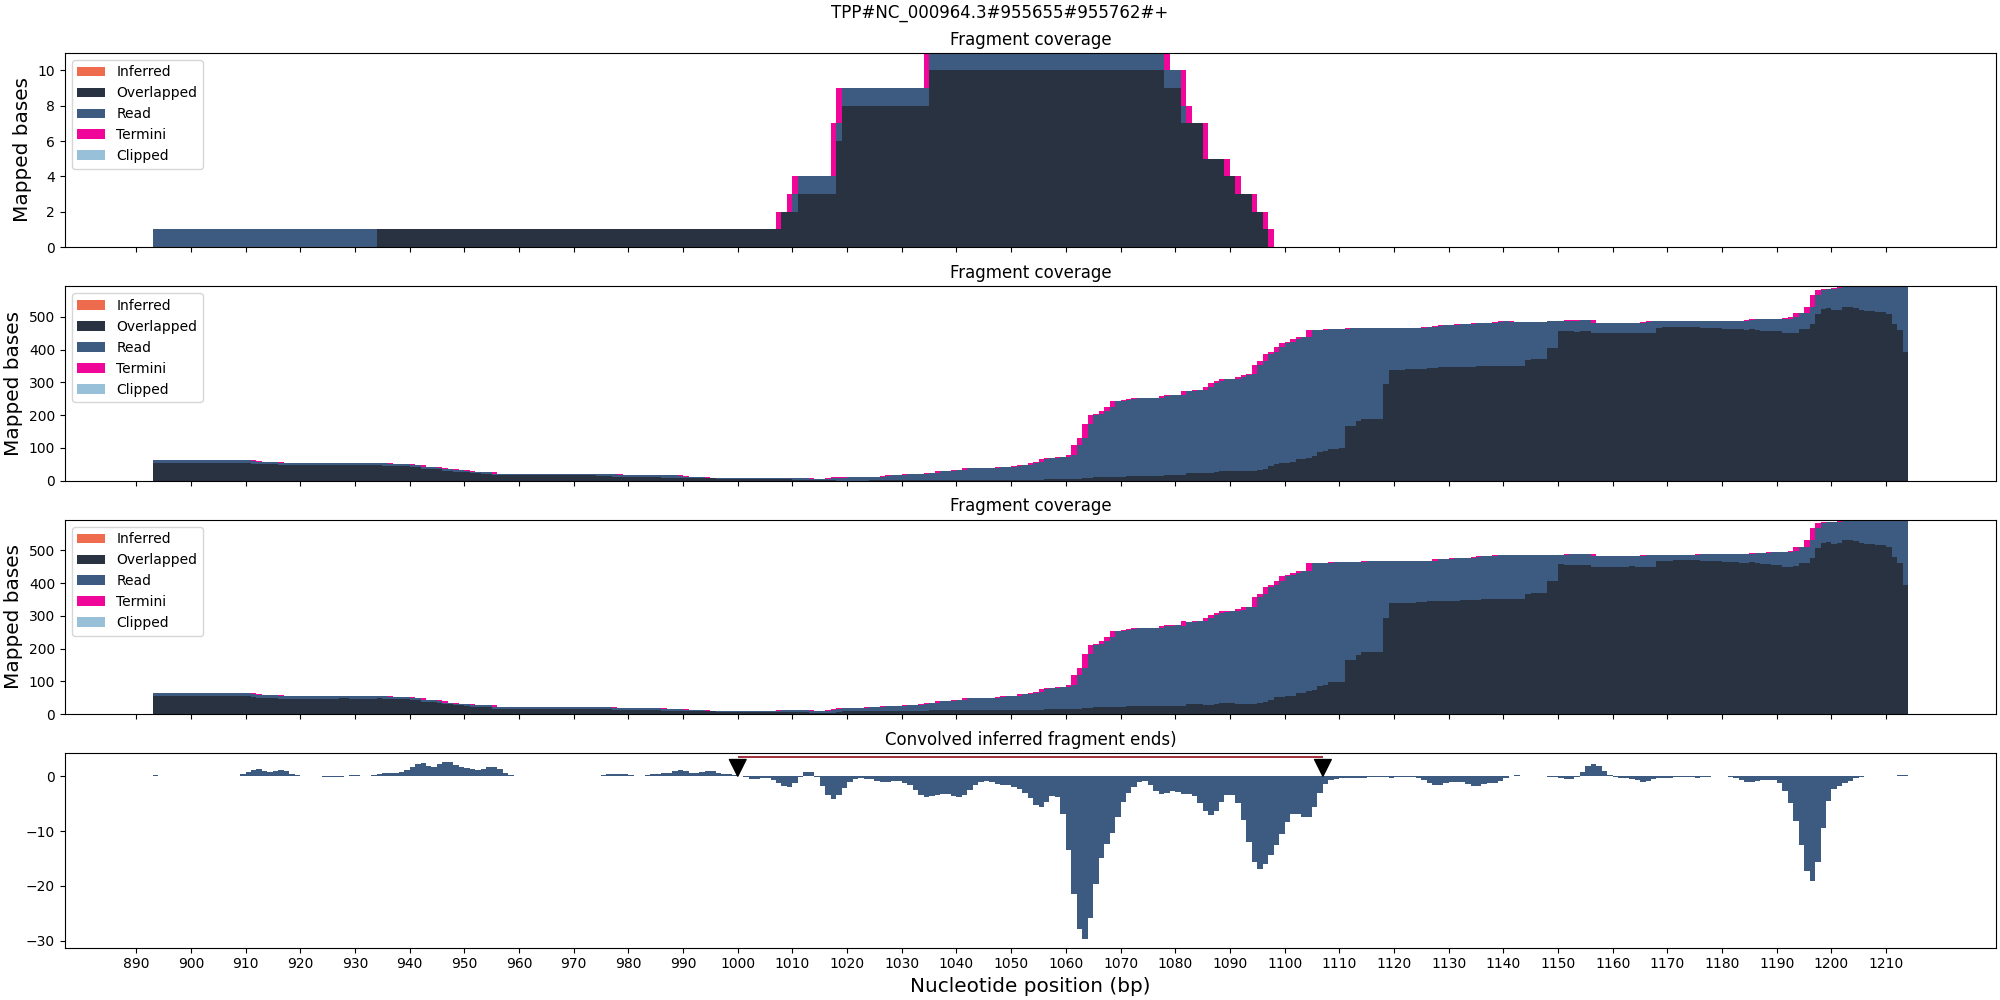 TPP#NC_000964.3#955655#955762#+
Fragment coverage
Mapped bases
10
8
6
4
2
0
Inferred
Overlapped
Read
Termini
Clipped
Fragment coverage
Mapped bases
500
400
300
200
100
0
Inferred
Overlapped
Read
Termini
Clipped
Fragment coverage
Mapped bases
500
400
300
200
100
0
Inferred
Overlapped
Read
Termini
Clipped
Convolved inferred fragment ends)
0
−10
−20
−30
890 900 910 920 930 940 950 960 970 980 990 1000 1010 1020 1030 1040 1050 1060 1070 1080 1090 1100 1110 1120 1130 1140 1150 1160 1170 1180 1190 1200 1210
Nucleotide position (bp)